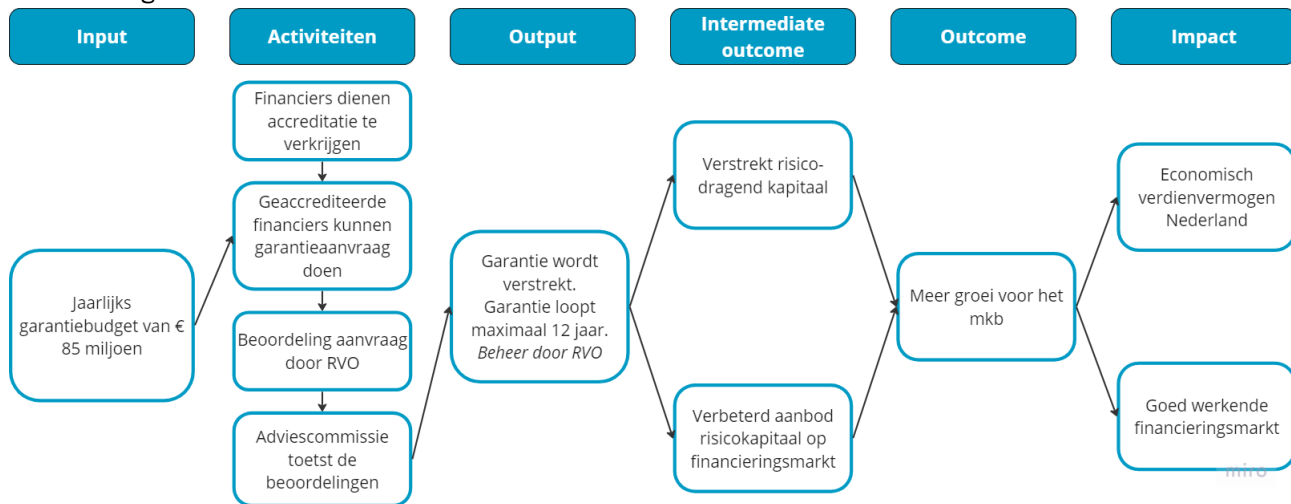 Input
Activiteiten
Output
Intermediate
outcome
Outcome
Impact
Jaarlijks
garantiebudget van €
85 miljoen
Financiers dienen
accreditatie te
verkrijgen
Geaccrediteerde
financiers kunnen
garantieaanvraag
doen
Beoordeling aanvraag
door RVO
Adviescommissie
toetst de
beoordelingen
Garantie wordt
verstrekt.
Garantie loopt
maximaal 12 jaar.
Beheer door RVO
Verstrekt risico-
dragend kapitaal
Verbeterd aanbod
risicokapitaal op
financieringsmarkt
Meer groei voor het
mkb
Economisch
verdienvermogen
Nederland
Goed werkende
financieringsmarkt
miro